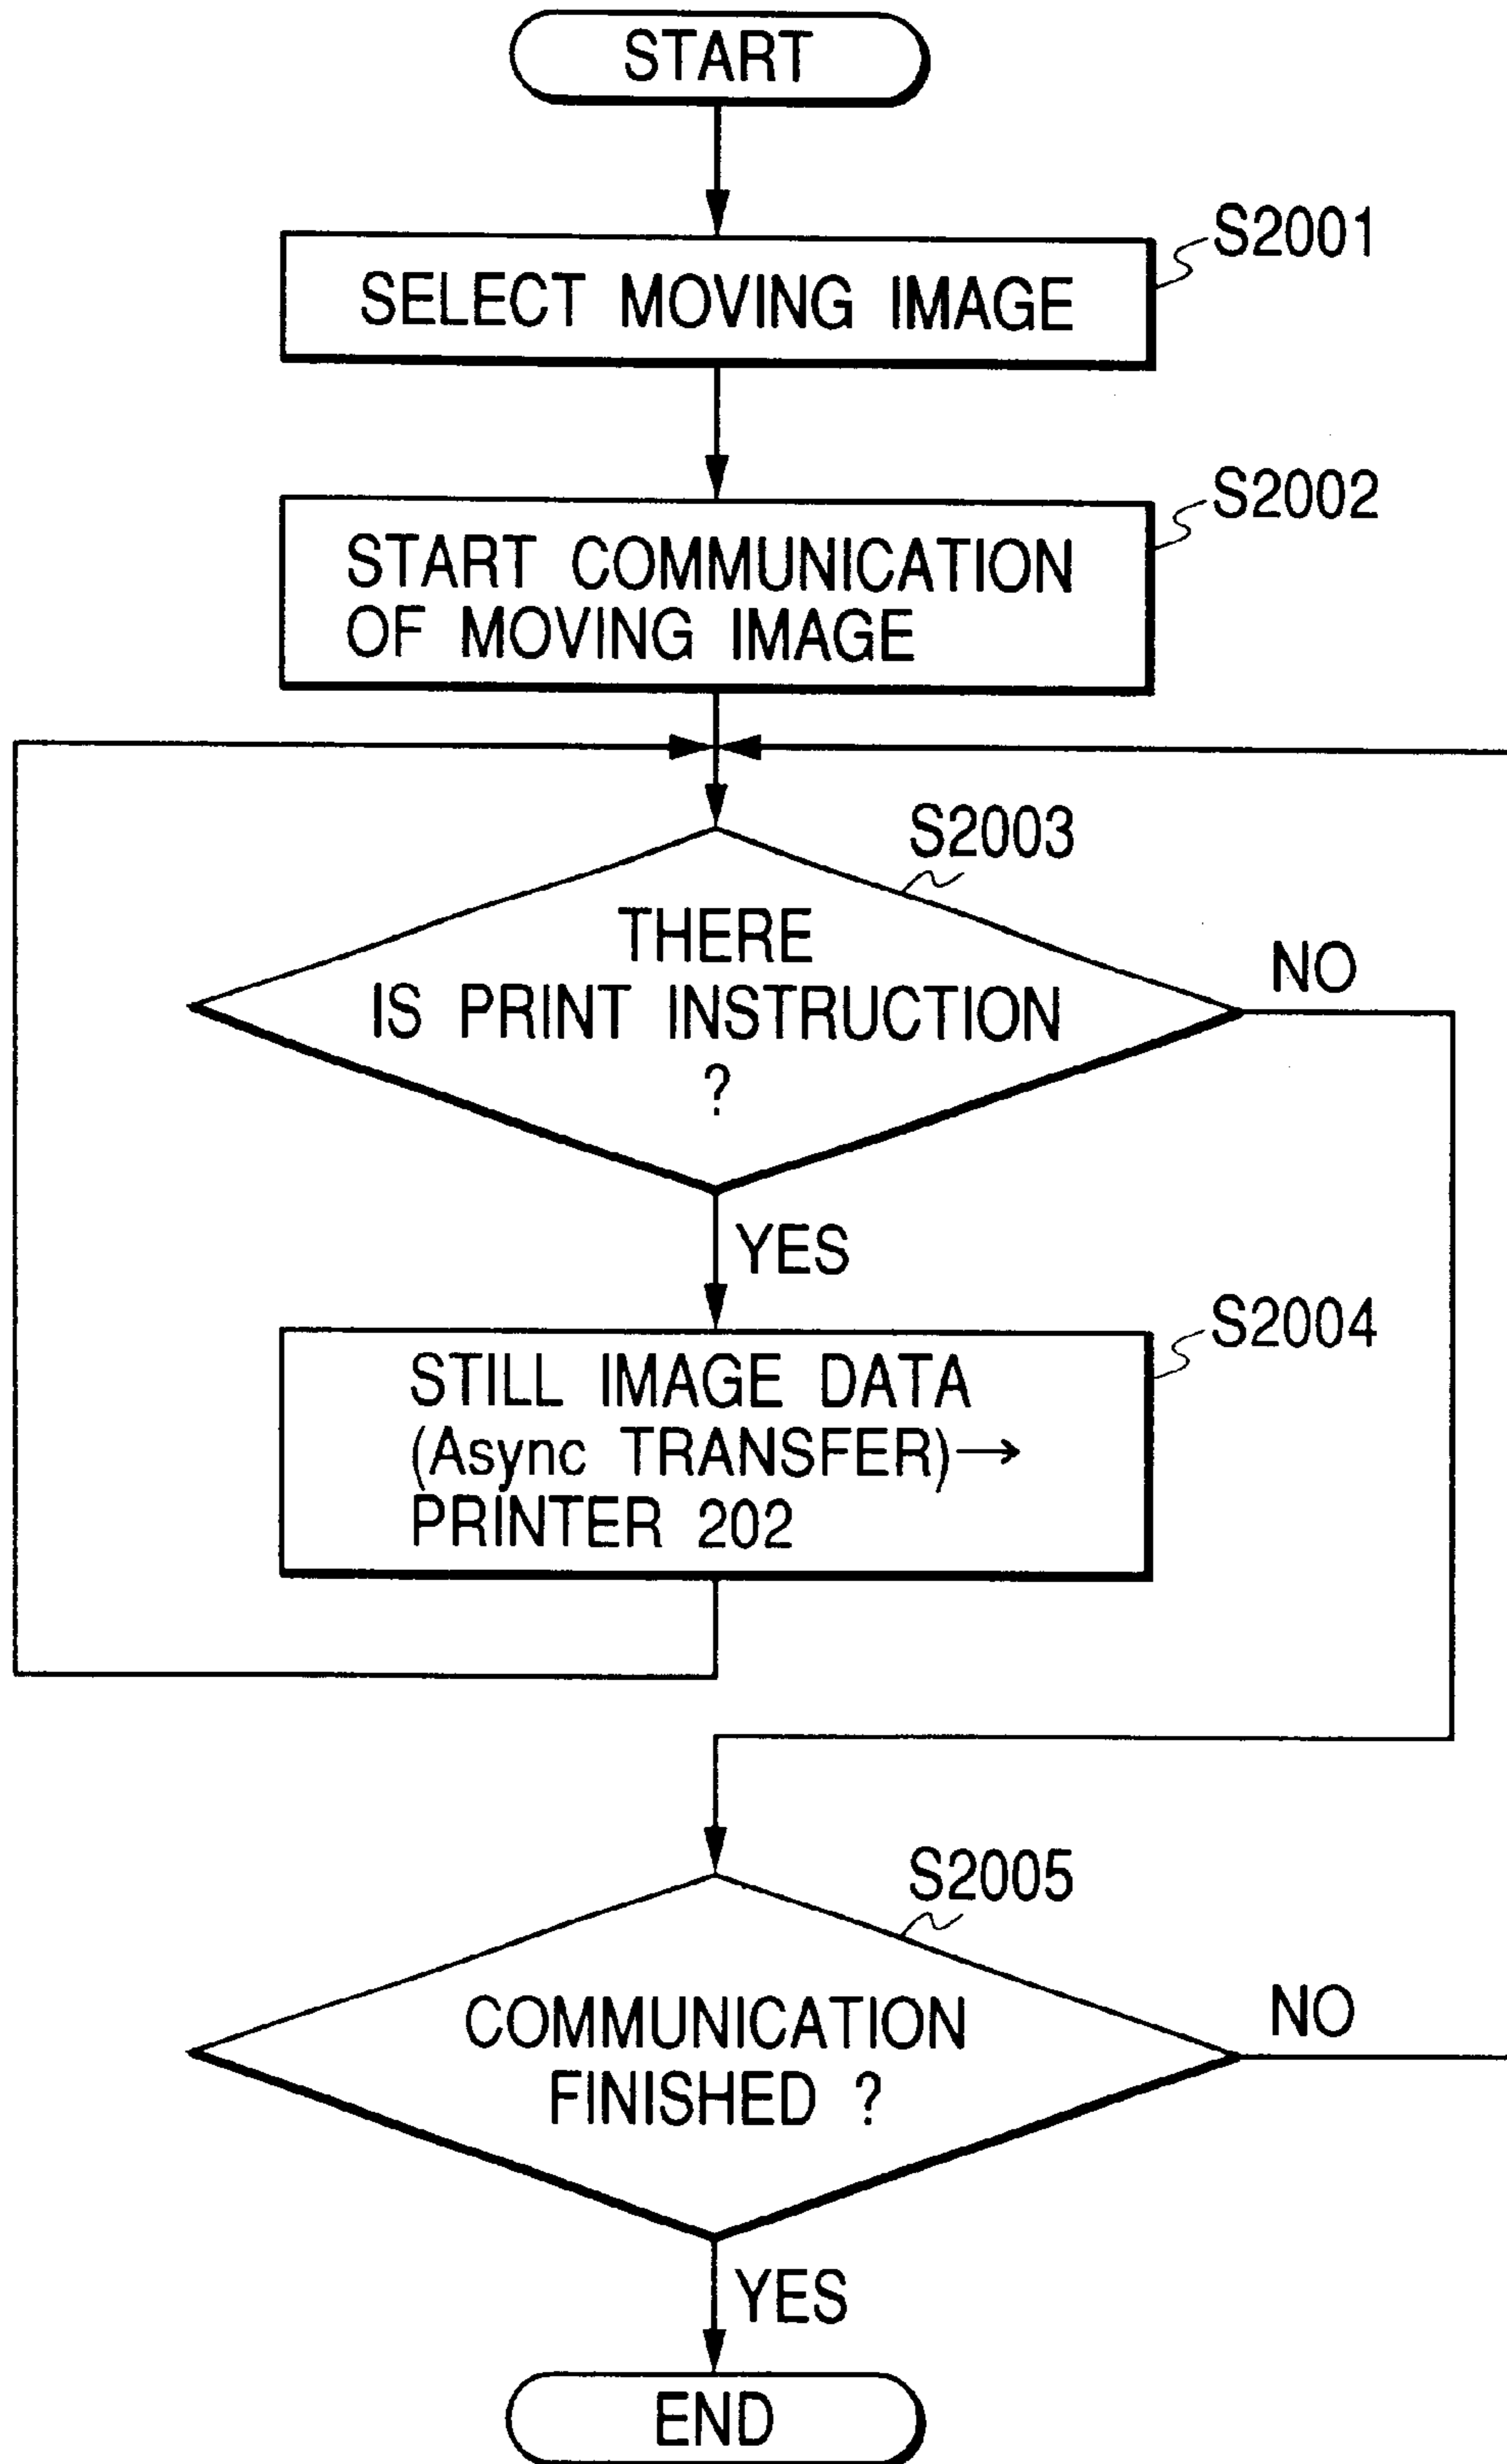 START
S2001
SELECT MOVING IMAGE
S2002
START COMMUNICATION
OF MOVING IMAGE
S2003
THERE
IS PRINT INSTRUCTION
?
NO
YES
S2004
STILL IMAGE DATA
(Async TRANSFER)→
PRINTER 202
S2005
COMMUNICATION
FINISHED ?
NO
YES
END